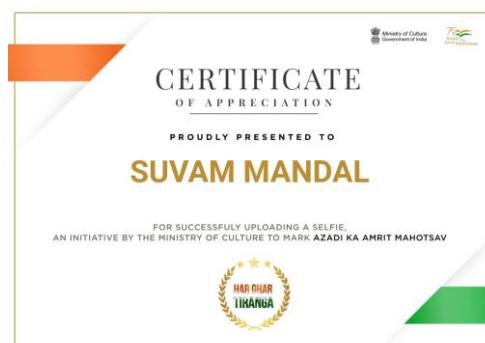 Ministry of Culture
Government of India
CERTIFICATE
OF APPRECIATION
PROUDLY PRESENTED TO
SUVAM MANDAL
FOR SUCCESSFULY UPLOADING A SELFIE,
AN INITIATIVE BY THE MINISTRY OF CULTURE TO MARK AZADI KA AMRIT MAHOTSAV
HAR GHAR
TIRANGA